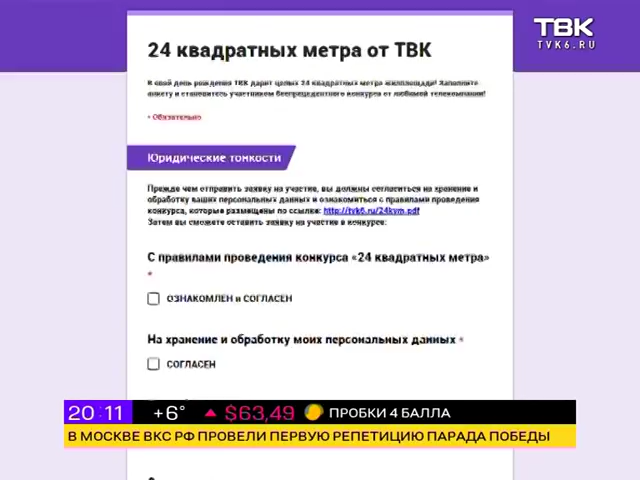 ТВК
TVK6.RU
24 квадратных метра от ТВК
В свой день рождения ТВК дарит целых 24 квадратных метра жилплощади! Заполните
анкету и становитесь участником беспрецедентного конкурса от любимой телекомпании!
* Обязательно
Юридические тонкости
Прежде чем отправить заявку на участие, вы должны согласиться на хранение и
обработку ваших персональных данных и ознакомиться с правилами проведения
конкурса, которые размещены по ссылке: http://tvk6.ru/24kvm.pdf
Затем вы сможете оставить заявку на участие в конкурсе:
С правилами проведения конкурса «24 квадратных метра»
*
ОЗНАКОМЛЕН и СОГЛАСЕН
На хранение и обработку моих персональных данных *
СОГЛАСЕН
20:11 +6° $63,49 ПРОБКИ 4 БАЛЛА
В МОСКВЕ ВКС РФ ПРОВЕЛИ ПЕРВУЮ РЕПЕТИЦИЮ ПАРАДА ПОБЕДЫ